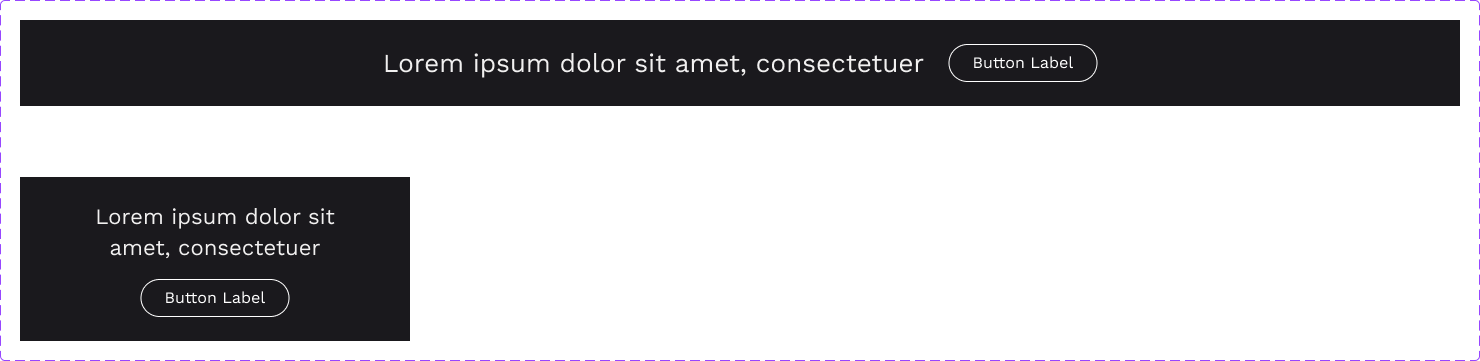 Lorem ipsum dolor sit amet, consectetuer
Button Label
Lorem ipsum dolor sit
amet, consectetuer
Button Label